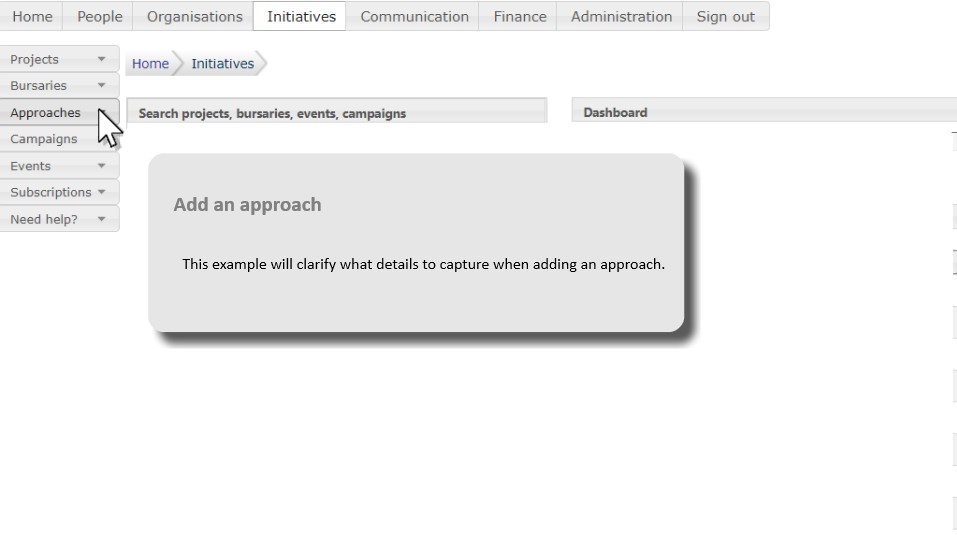 Home People Organisations Initiatives Communication Finance Administration Sign out
Projects
Bursaries
Approaches
Campaigns
Events
Subscriptions
Need help?
Home Initiatives
Search projects, bursaries, events, campaigns
Dashboard
Add an approach
This example will clarify what details to capture when adding an approach.